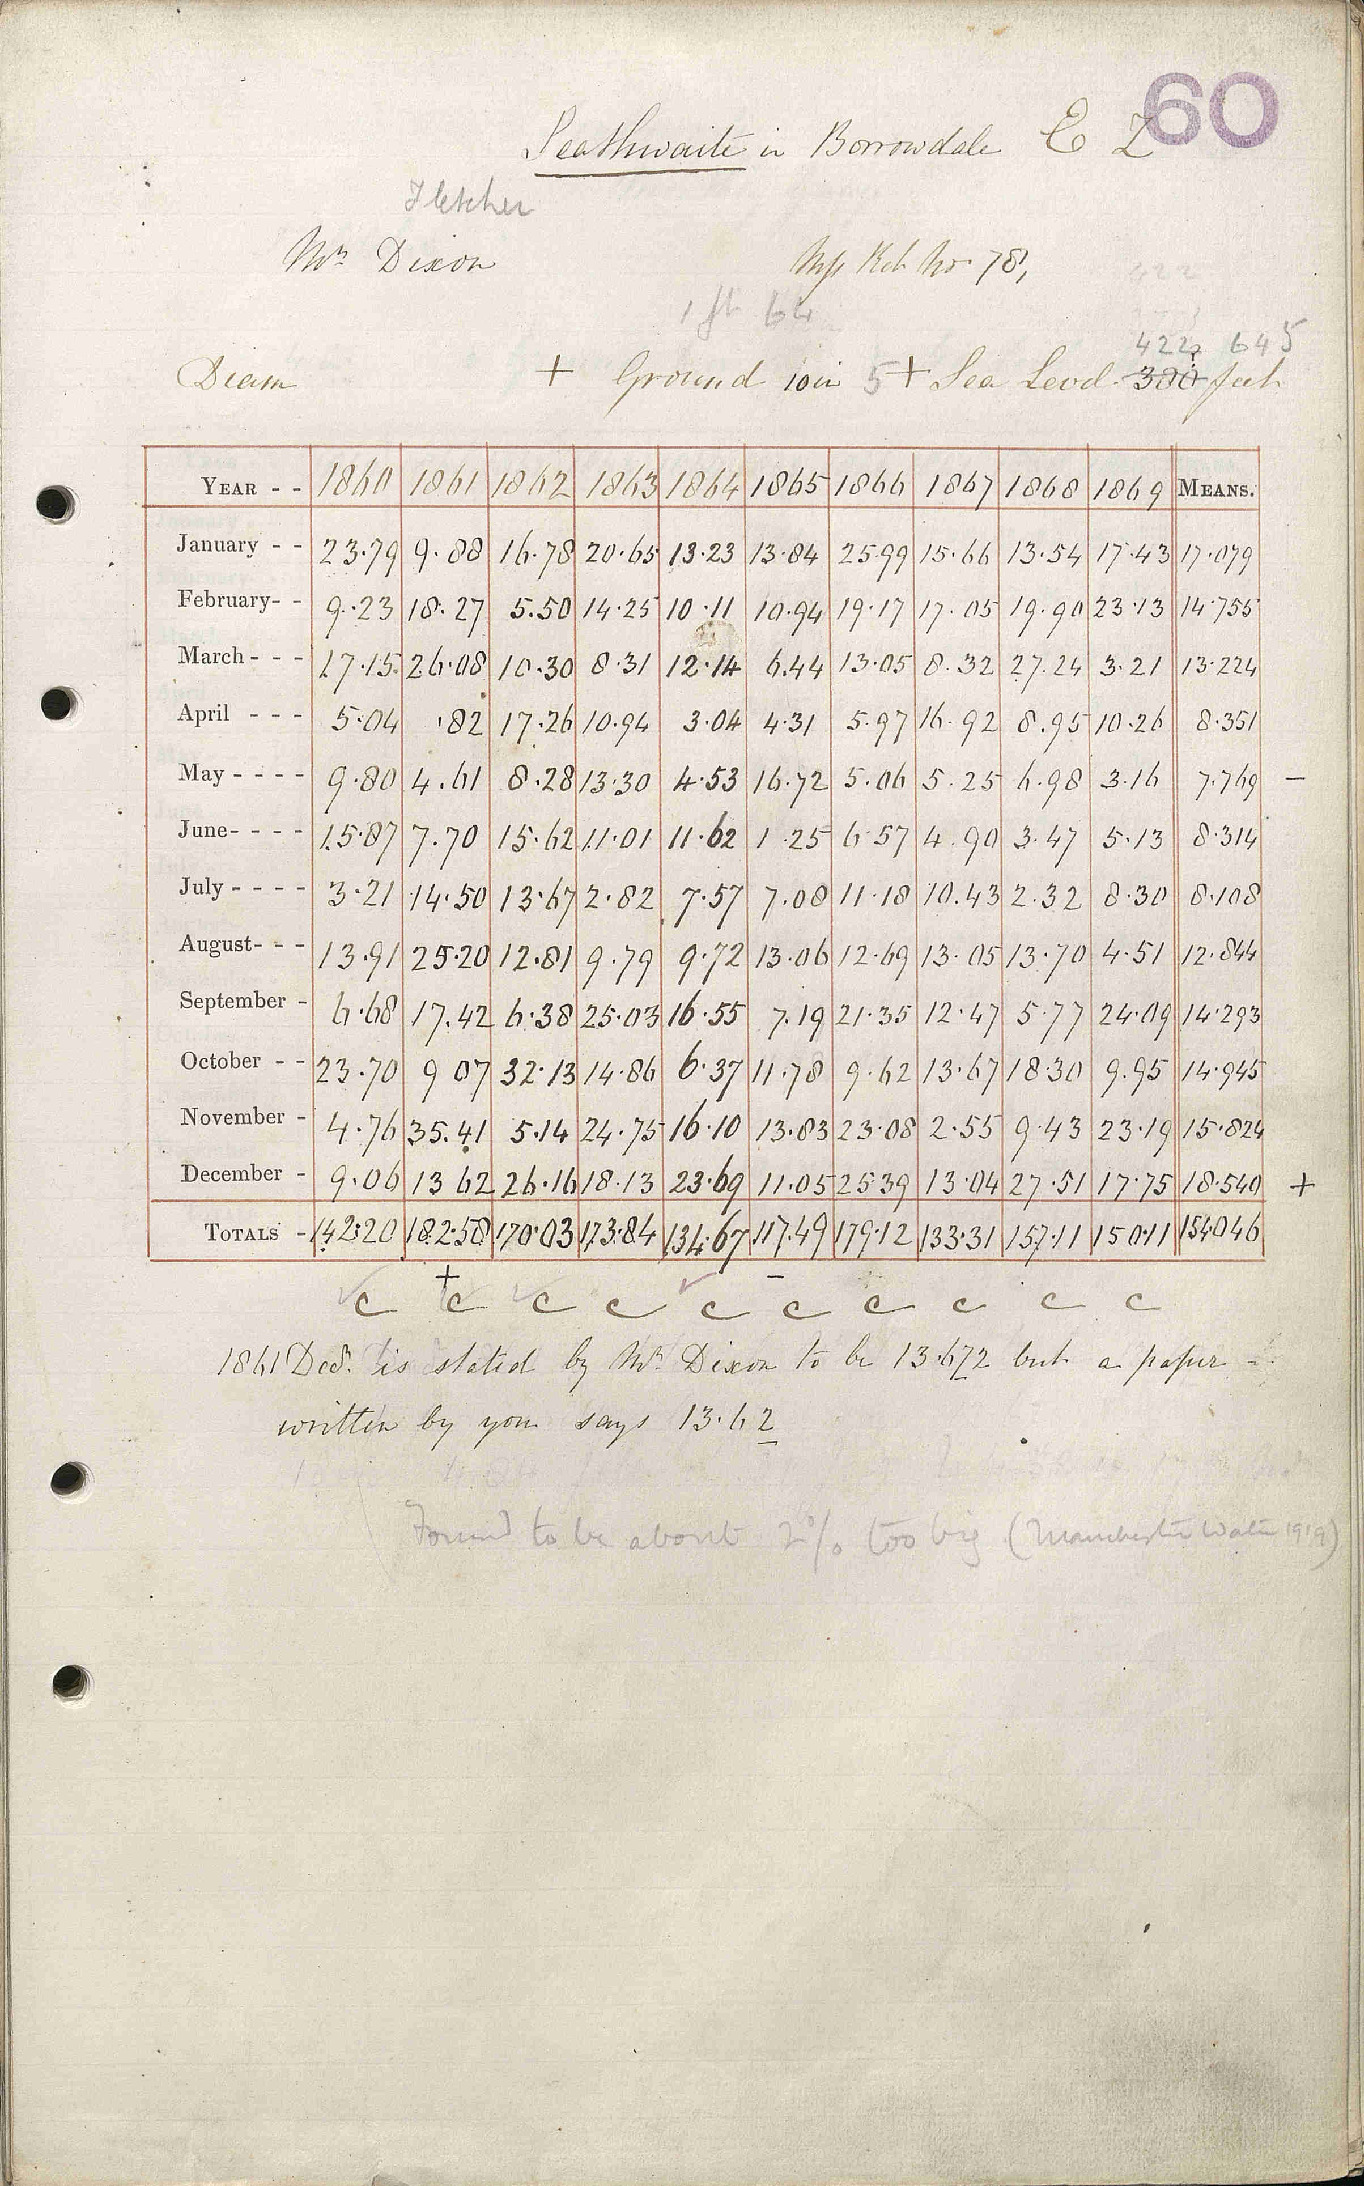 60
Seathwaite in Borrowdale E Z
Fletcher
Mr Dixon
No 78,
422
1 ft 64
422 645
Diam + Ground 10 in 5 + Sea Level 380 feet
YEAR - - 1860 1861 1862 1863 1864 1865 1866 1867 1868 1869 MEANS.
January - - 23.79 9.88 16.78 20.65 13.23 13.84 25.99 15.66 13.54 17.43 17.079
February- - 9.23 18.27 5.50 14.25 10.11 10.94 19.17 17.05 19.90 23.13 14.755
March - - - 17.15 26.08 10.30 8.31 12.14 6.44 13.05 8.32 27.24 3.21 13.224
April - - - 5.04 .82 17.26 10.94 3.04 4.31 5.97 16.92 8.95 10.26 8.351
May - - - - 9.80 4.61 8.28 13.30 4.53 16.72 5.06 5.25 6.98 3.16 7.769 –
June- - - - 15.87 7.70 15.62 11.01 11.62 1.25 6.57 4.90 3.47 5.13 8.314
July - - - - 3.21 14.50 13.67 2.82 7.57 7.08 11.18 10.43 2.32 8.30 8.108
August- - - 13.91 25.20 12.81 9.79 9.72 13.06 12.69 13.05 13.70 4.51 12.844
September - 6.68 17.42 6.38 25.03 16.55 7.19 21.35 12.47 5.77 24.09 14.293
October - - 23.70 9 07 32.13 14.86 6.37 11.78 9.62 13.67 18.30 9.95 14.945
November - 4.76 35.41 5.14 24.75 16.10 13.83 23.08 2.55 9.43 23.19 15.824
December - 9.06 13 62 26.16 18.13 23.69 11.05 25.39 13.04 27.51 17.75 18.540 +
TOTALS - 142.20 182.58 170.03 173.84 134.67 117.49 179.12 133.31 157.11 150.11 154.046
+ –
c c c c c c c c c c
1861 Decr. is stated by Mr Dixon to be 13.672 but a paper
written by you says 13.62
Found to be about 2% too big (Manchester Water 1919)